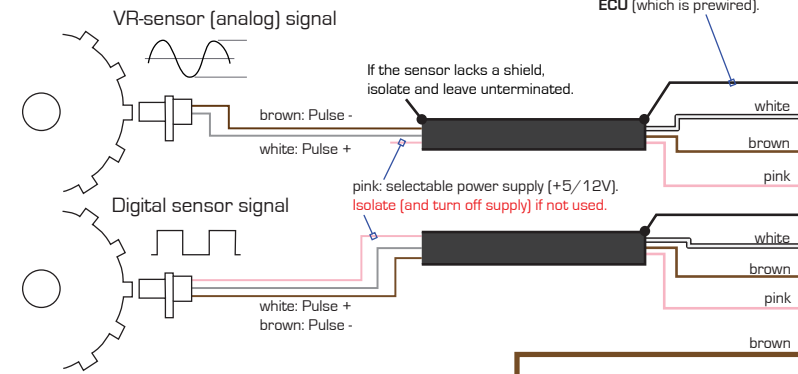 ECU (which is prewired).
VR-sensor (analog) signal
If the sensor lacks a shield,
isolate and leave unterminated.
brown: Pulse -
white: Pulse +
white
brown
pink
pink: selectable power supply (+5/12V).
Isolate (and turn off supply) if not used.
Digital sensor signal
white: Pulse +
brown: Pulse -
white
brown
pink
brown